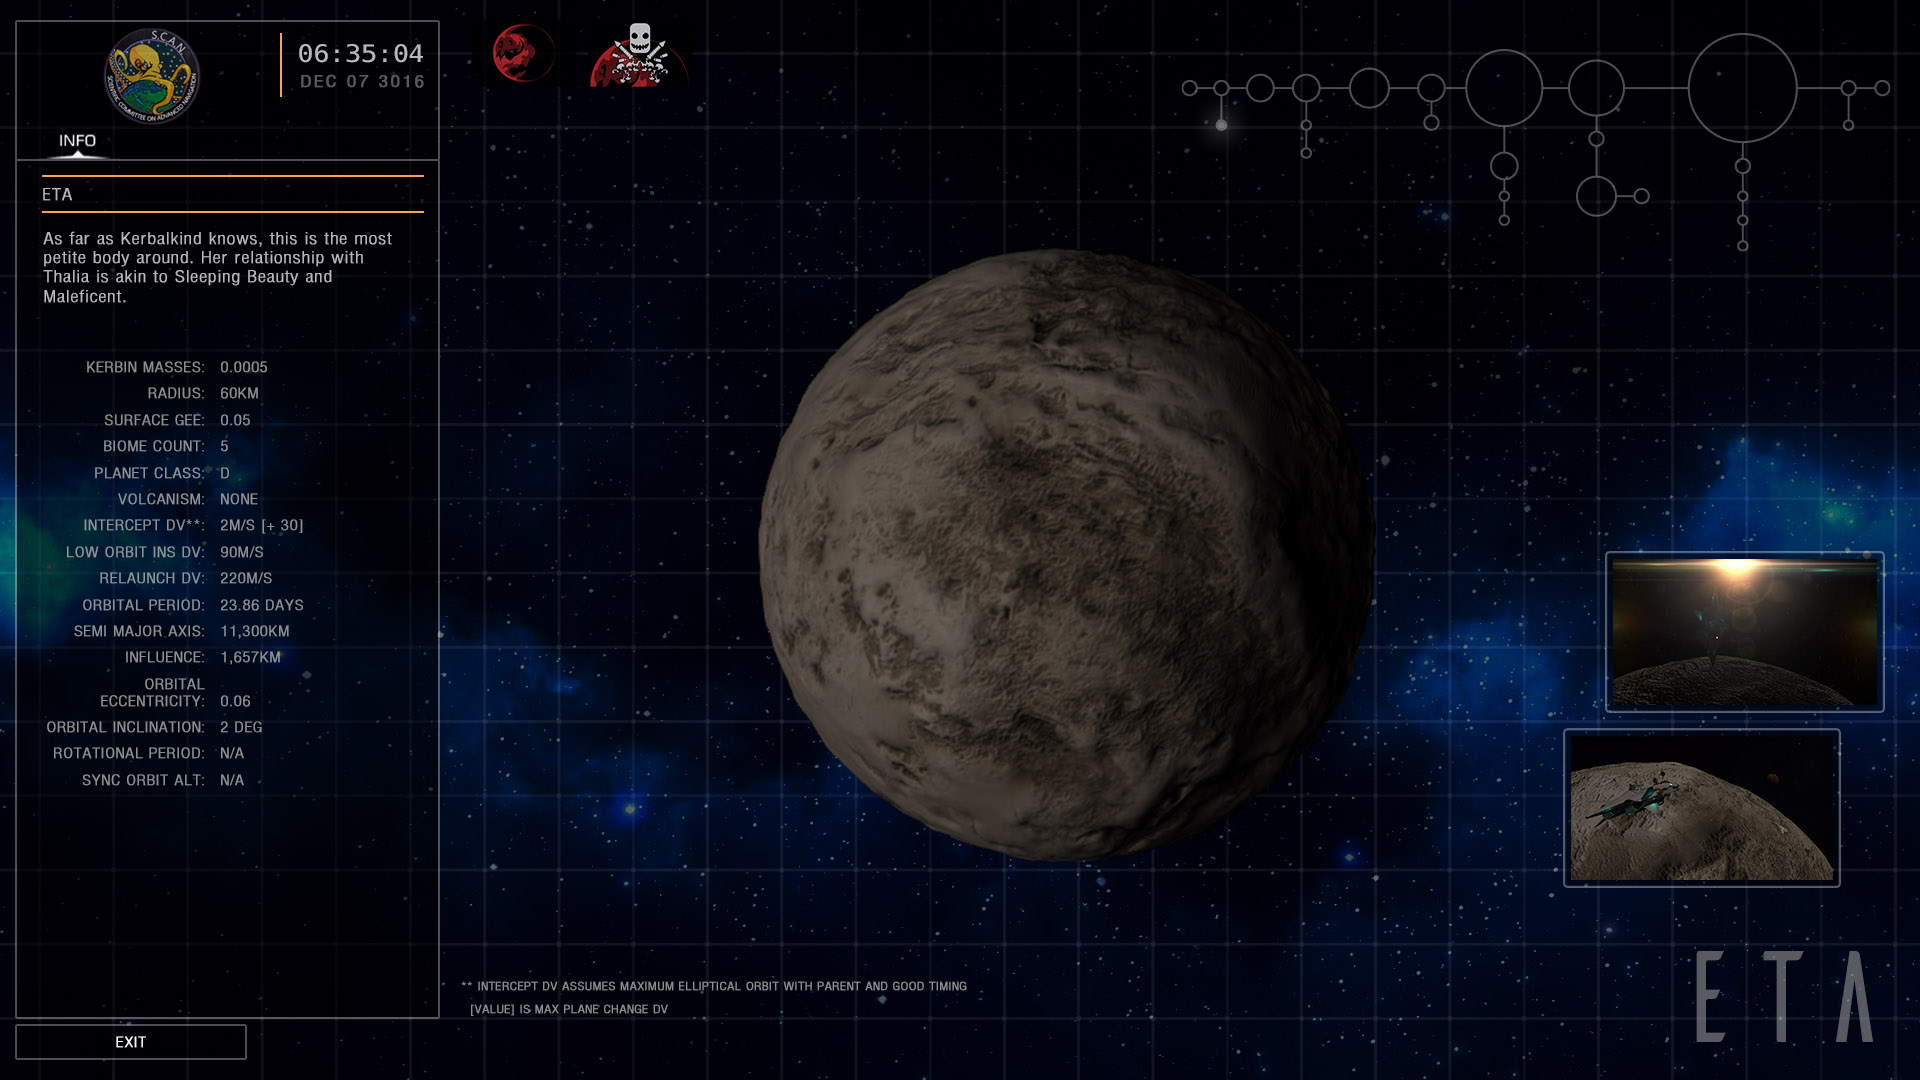 S.C.A.N.
SCIENTIFIC COMMITTEE ON ADVANCED NAVIGATION
06:35:04
DEC 07 3016
INFO
ETA
As far as Kerbalkind knows, this is the most
petite body around. Her relationship with
Thalia is akin to Sleeping Beauty and
Maleficent.
KERBIN MASSES: 0.0005
RADIUS: 60KM
SURFACE GEE: 0.05
BIOME COUNT: 5
PLANET CLASS: D
VOLCANISM: NONE
INTERCEPT DV**: 2M/S [+ 30]
LOW ORBIT INS DV: 90M/S
RELAUNCH DV: 220M/S
ORBITAL PERIOD: 23.86 DAYS
SEMI MAJOR AXIS: 11,300KM
INFLUENCE: 1,657KM
ORBITAL
ECCENTRICITY: 0.06
ORBITAL INCLINATION: 2 DEG
ROTATIONAL PERIOD: N/A
SYNC ORBIT ALT: N/A
** INTERCEPT DV ASSUMES MAXIMUM ELLIPTICAL ORBIT WITH PARENT AND GOOD TIMING
[VALUE] IS MAX PLANE CHANGE DV
ETA
EXIT